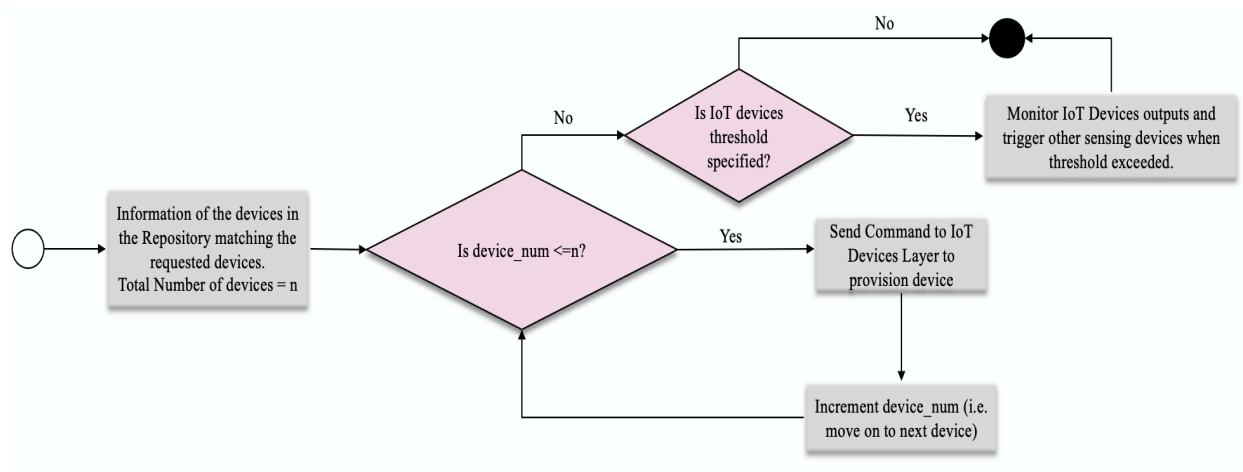 Information of the devices in
the Repository matching the
requested devices.
Total Number of devices = n
Is device_num <=n?
No
Yes
Is IoT devices
threshold
specified?
No
Yes
Monitor IoT Devices outputs and
trigger other sensing devices when
threshold exceeded.
Send Command to IoT
Devices Layer to
provision device
Increment device_num (i.e.
move on to next device)